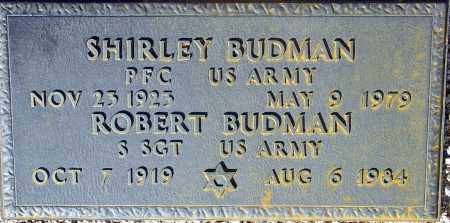 SHIRLEY BUDMAN
PFC US ARMY
NOV 23 1923 MAY 9 1979
ROBERT BUDMAN
S SGT US ARMY
OCT 7 1919 AUG 6 1984